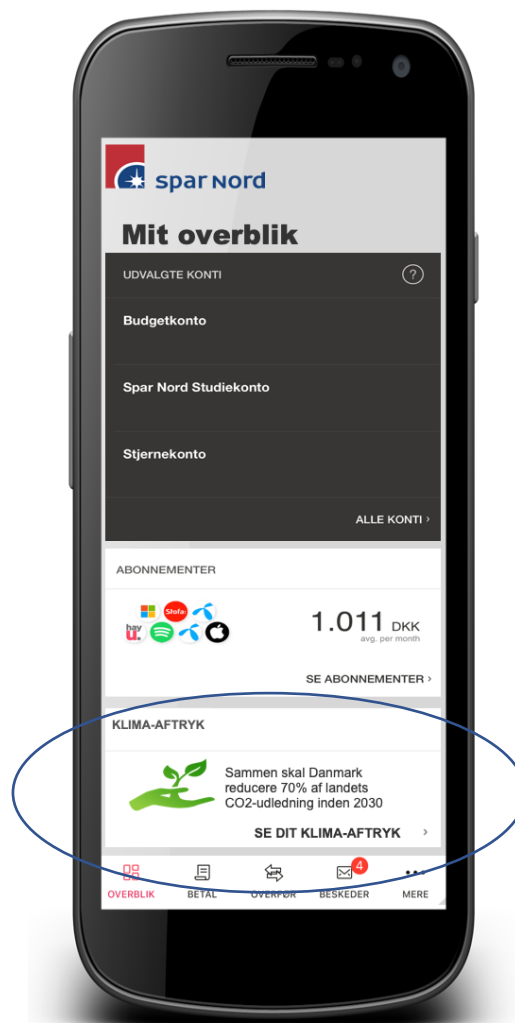 spar nord
Mit overblik
UDVALGTE KONTI
?
Budgetkonto
Spar Nord Studiekonto
Stjernekonto
ALLE KONTI ›
ABONNEMENTER
Stofa
hay
u:
1.011 DKK
avg. per month
SE ABONNEMENTER ›
KLIMA-AFTRYK
Sammen skal Danmark
reducere 70% af landets
CO2-udledning inden 2030
SE DIT KLIMA-AFTRYK ›
4
OVERBLIK BETAL OVERFØR BESKEDER MERE